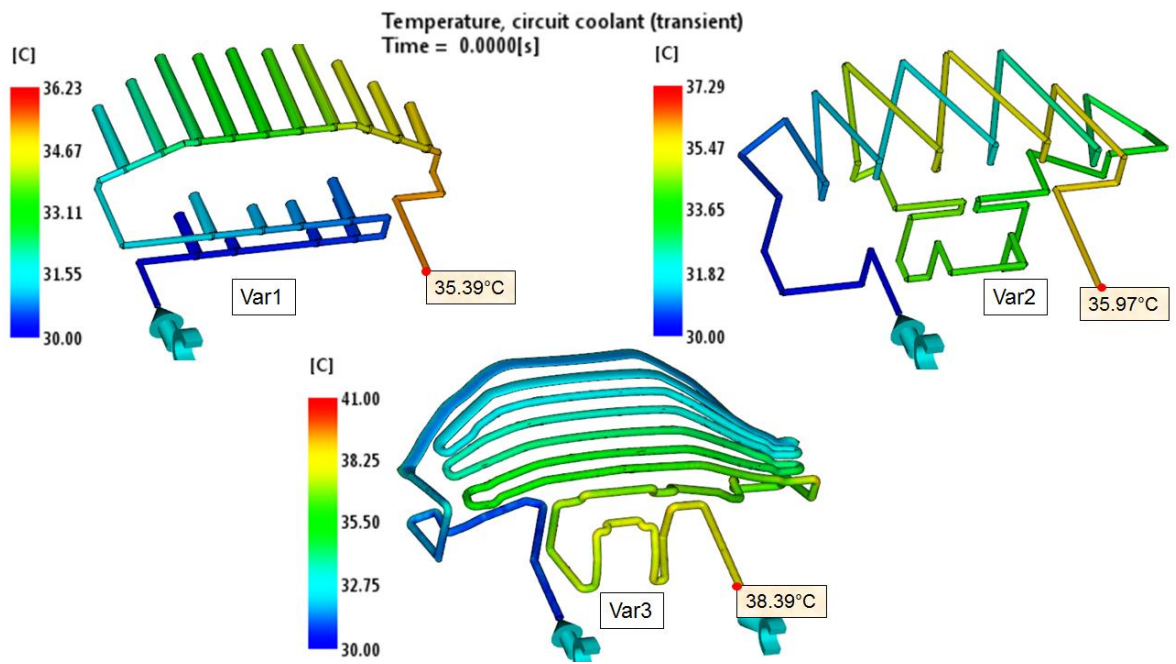 Temperature, circuit coolant (transient)
Time = 0.0000[s]
[C]
36.23
34.67
33.11
31.55
30.00
Var1
35.39°C
[C]
37.29
35.47
33.65
31.82
30.00
Var2
35.97°C
[C]
41.00
38.25
35.50
32.75
30.00
Var3
38.39°C